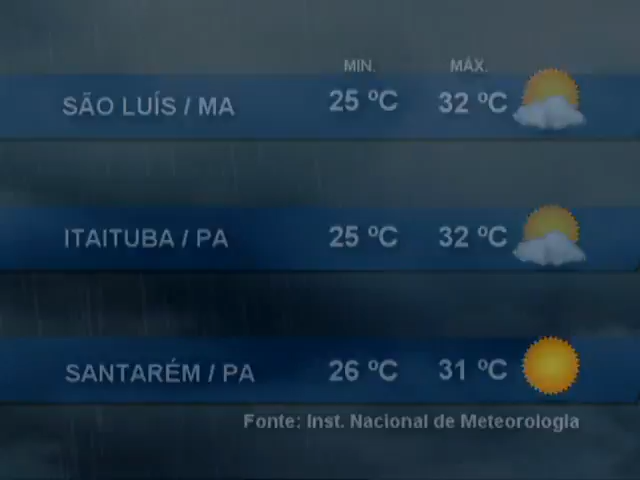 MIN. MÁX.
SÃO LUÍS / MA 25 ºC 32 ºC
ITAITUBA / PA 25 ºC 32 ºC
SANTARÉM / PA 26 ºC 31 ºC
Fonte: Inst. Nacional de Meteorologia